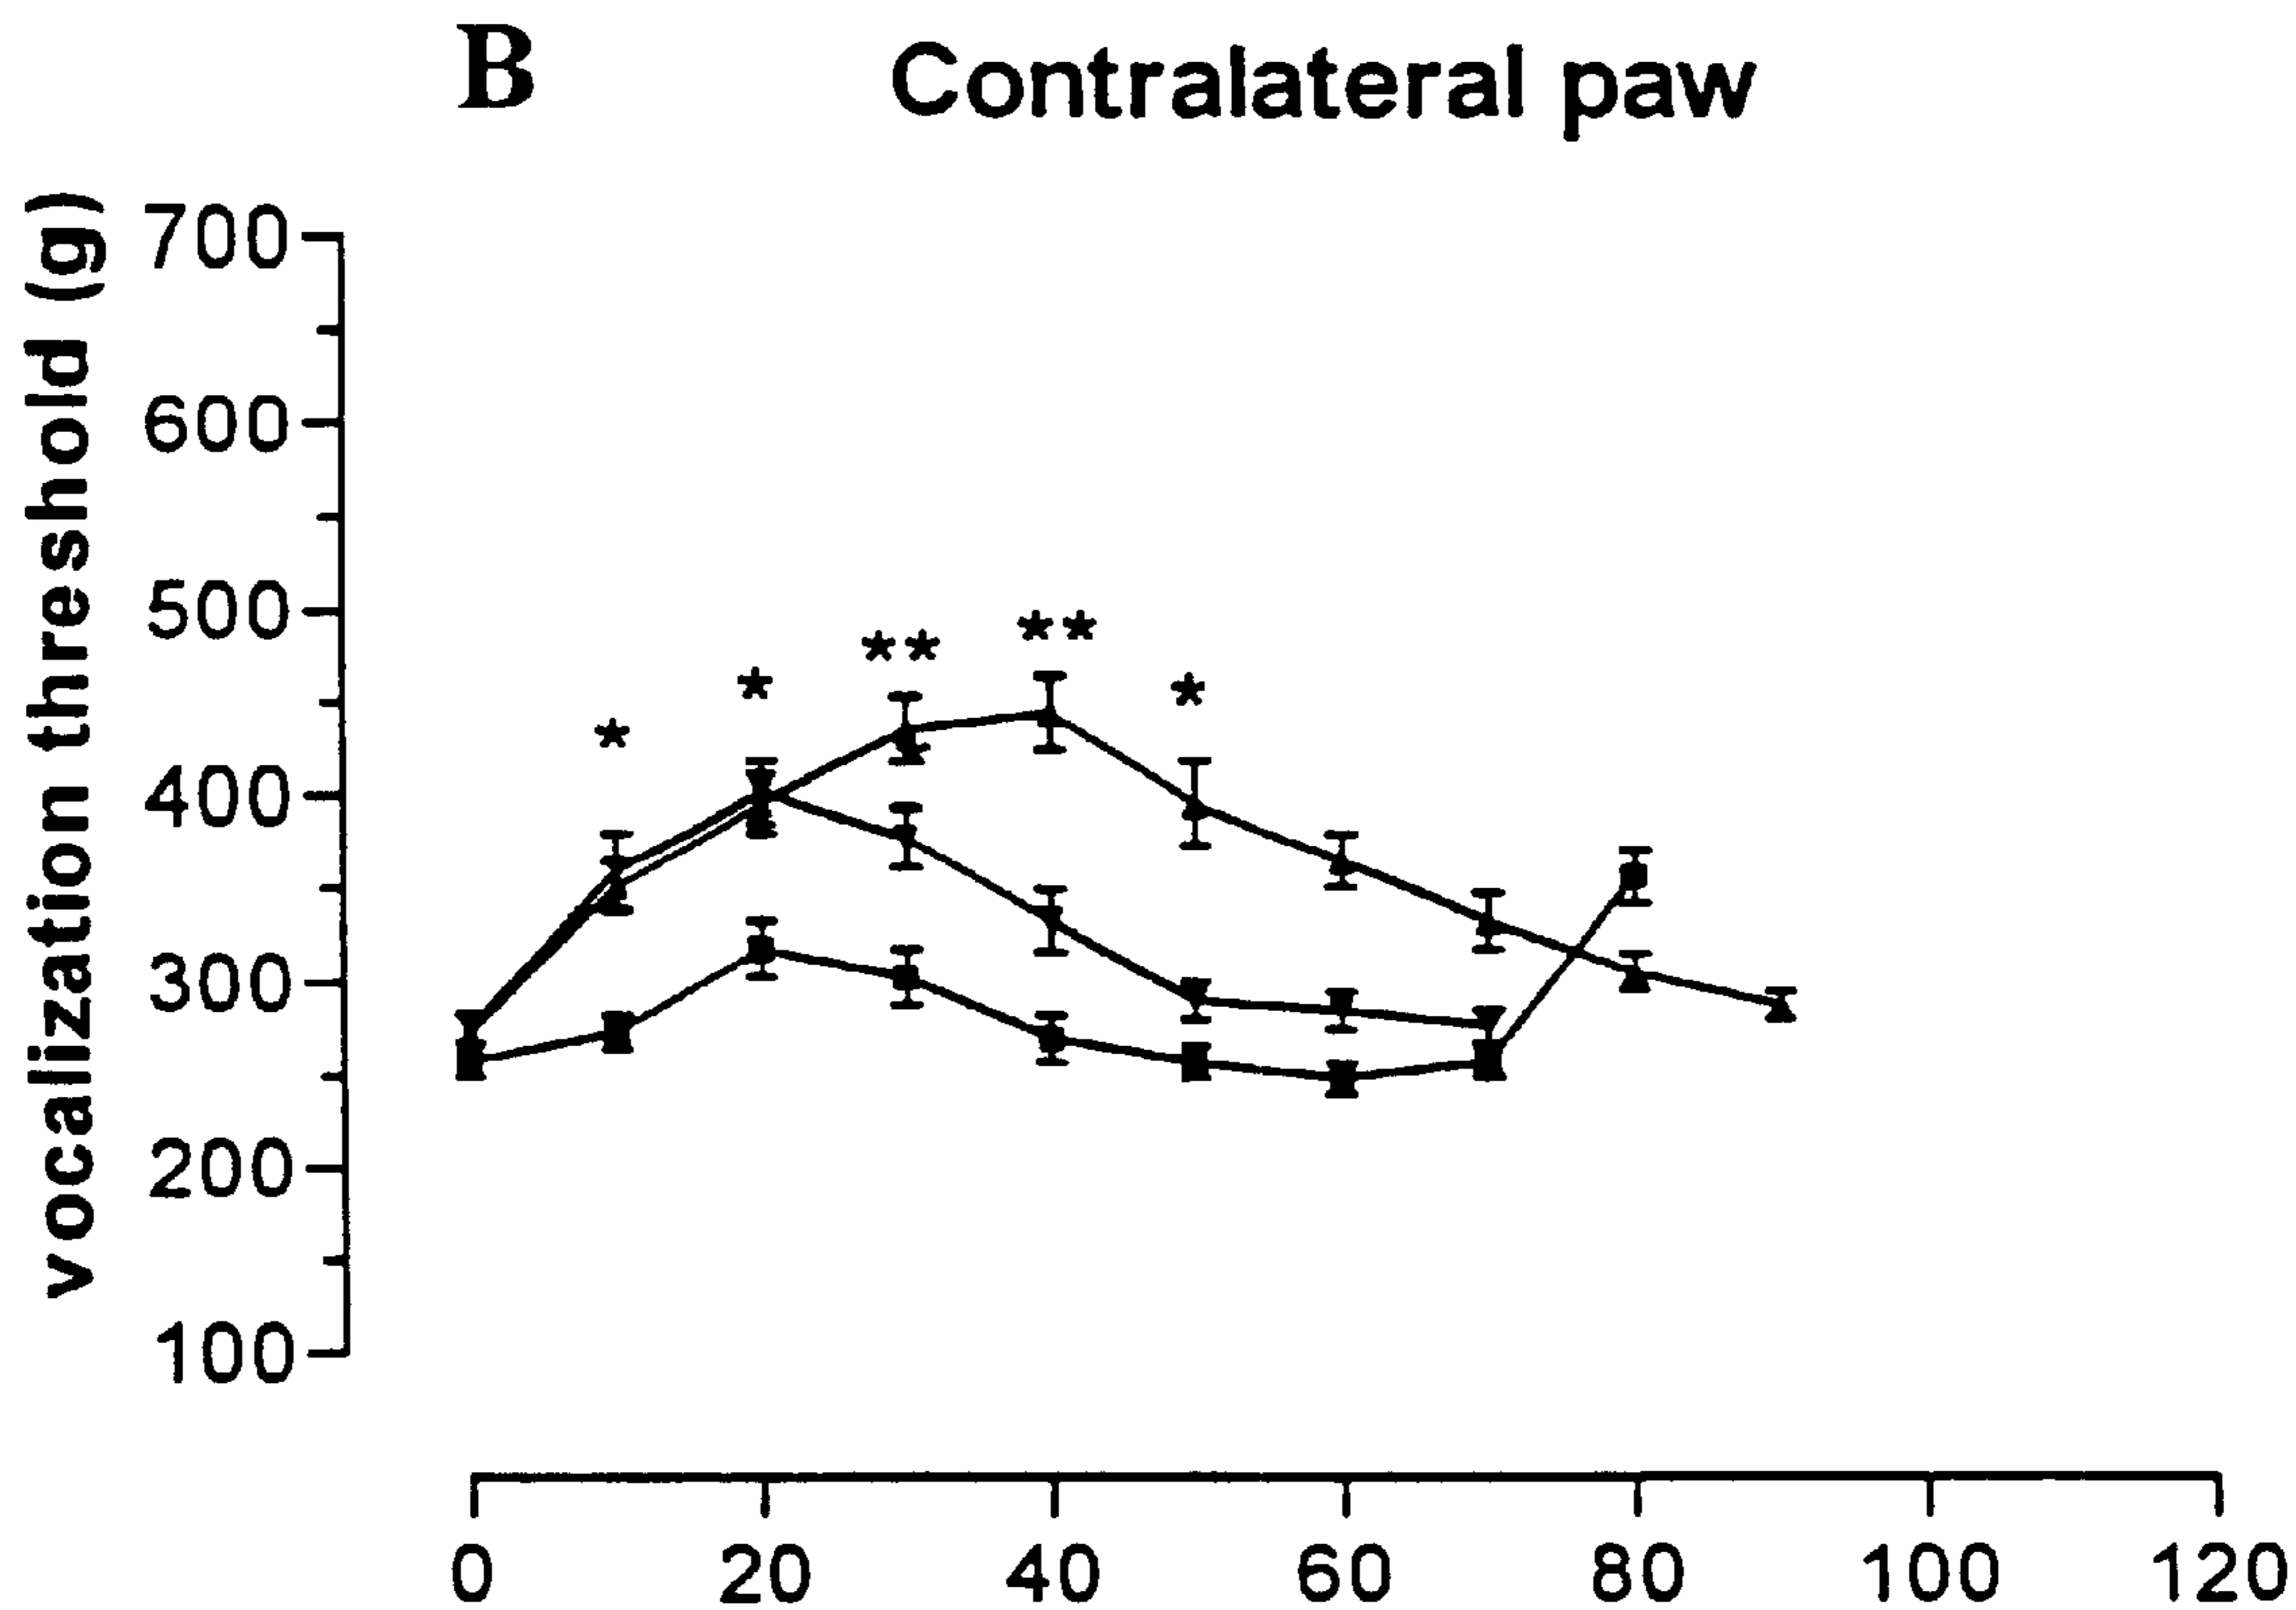 B Contralateral paw
vocalization threshold (g)
700
600
500
400
300
200
100
* * ** ** *
0 20 40 60 80 100 120